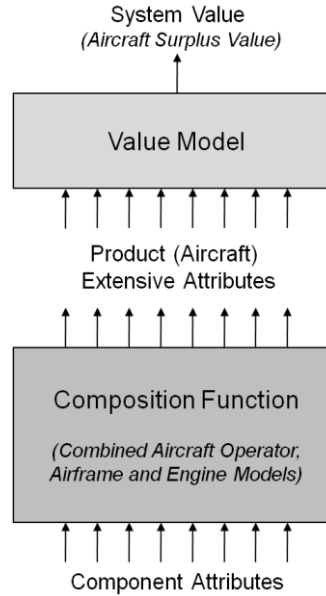 System Value
(Aircraft Surplus Value)
Value Model
Product (Aircraft)
Extensive Attributes
Composition Function
(Combined Aircraft Operator,
Airframe and Engine Models)
Component Attributes